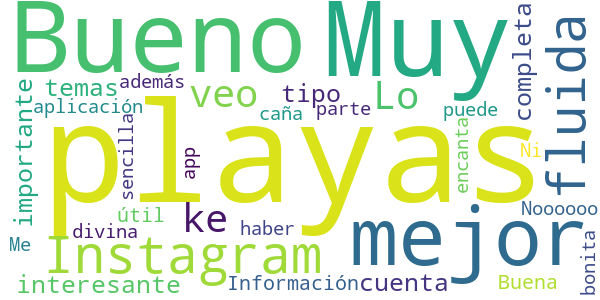 Bueno
Muy
completa
fluida
temas
además
veo
tipo
Lo
importante
aplicación
caña
parte
puede
playas
sencilla
app
encanta
Ni
útil
ke
haber
Noooooo
divina
Me
Instagram
mejor
bonita
interesante
Información
cuenta
Buena